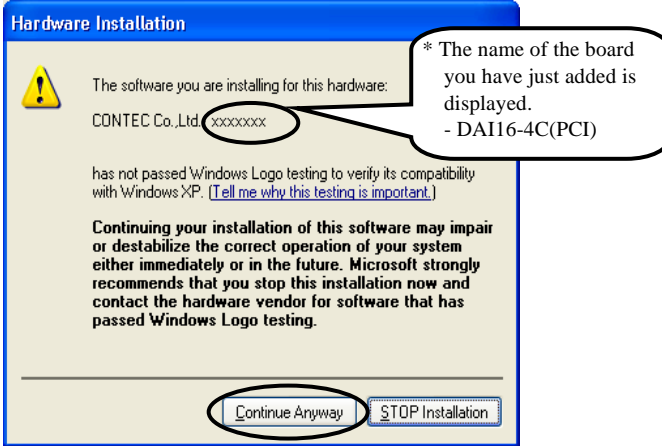 Hardware Installation
The software you are installing for this hardware:
CONTEC Co.,Ltd. xxxxxxx
has not passed Windows Logo testing to verify its compatibility
with Windows XP. (Tell me why this testing is important.)
Continuing your installation of this software may impair
or destabilize the correct operation of your system
either immediately or in the future. Microsoft strongly
recommends that you stop this installation now and
contact the hardware vendor for software that has
passed Windows Logo testing.
Continue Anyway
STOP Installation
* The name of the board
you have just added is
displayed.
- DAI16-4C(PCI)